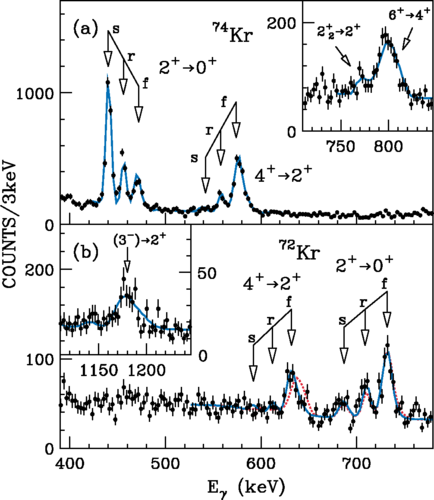 (a)
⁷⁴Kr
s
r
f
2⁺→0⁺
s
r
f
4⁺→2⁺
1000
0
200
0
2⁺₂→2⁺
6⁺→4⁺
750
800
COUNTS/3keV
(b)
⁷²Kr
(3⁻)→2⁺
50
0
1150
1200
4⁺→2⁺
s
r
f
2⁺→0⁺
s
r
f
200
100
0
400
500
600
700
Eγ (keV)